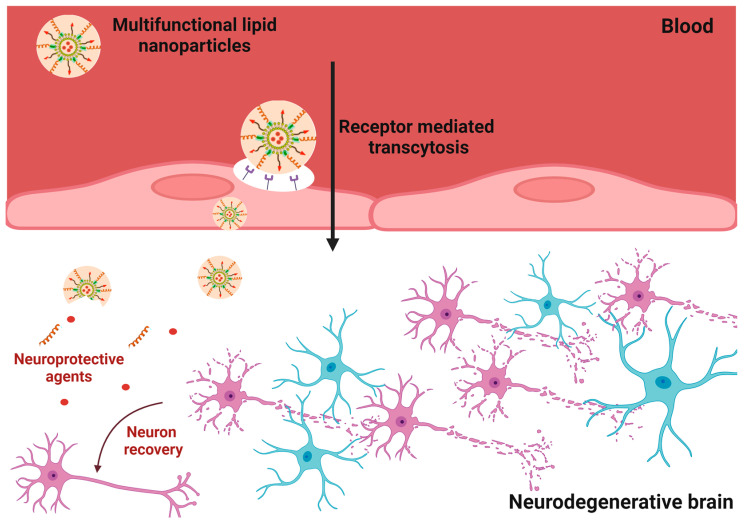 Multifunctional lipid
nanoparticles
Blood
Receptor mediated
transcytosis
Neuroprotective
agents
Neuron
recovery
Neurodegenerative brain